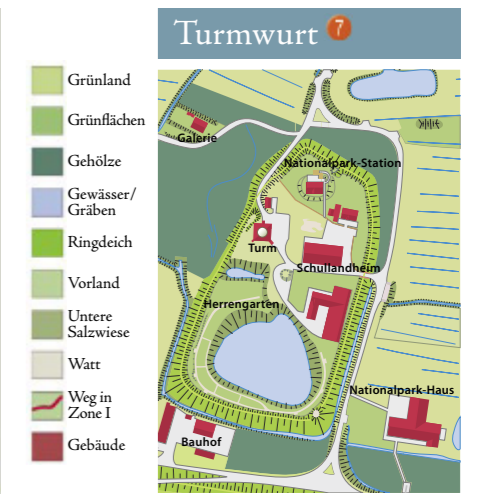 Turmwurt 7
Grünland
Grünflächen
Gehölze
Gewässer/
Gräben
Ringdeich
Vorland
Untere
Salzwiese
Watt
Weg in
Zone I
Gebäude
Galerie
Nationalpark-Station
Turm
Schullandheim
Herrengarten
Nationalpark-Haus
Bauhof